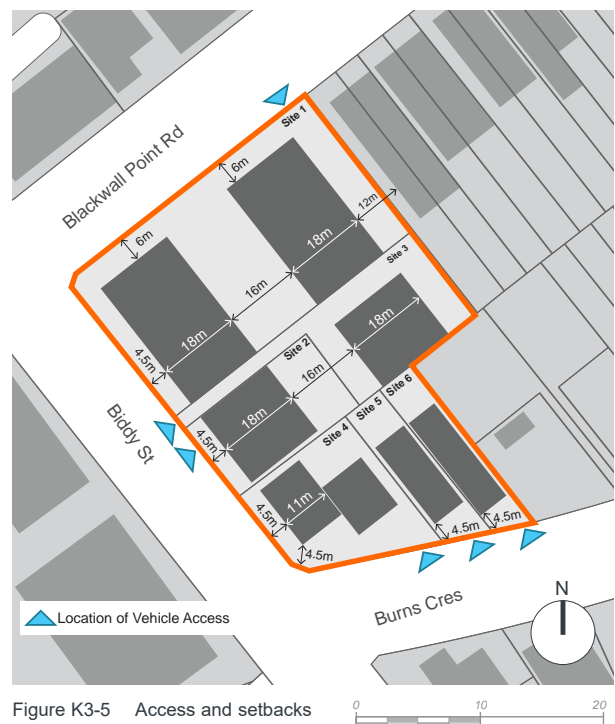 Blackwall Point Rd
Site 1
6m
6m
12m
18m
Site 3
16m
18m
18m
4.5m
Site 2
16m
Site 6
Site 5
18m
Site 4
4.5m
Biddy St
11m
4.5m
4.5m
4.5m
4.5m
Burns Cres
N
Location of Vehicle Access
Figure K3-5 Access and setbacks
0 10 20